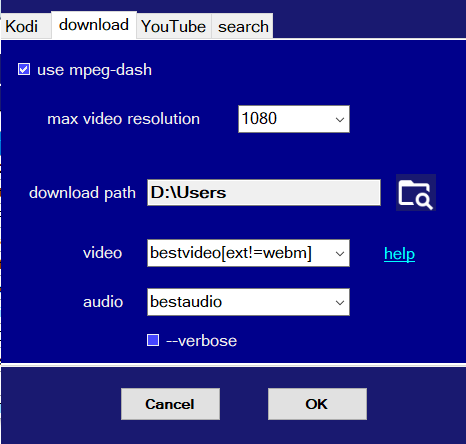 Kodi download YouTube search
use mpeg-dash
max video resolution 1080
download path D:\Users
video bestvideo[ext!=webm] help
audio bestaudio
--verbose
Cancel OK